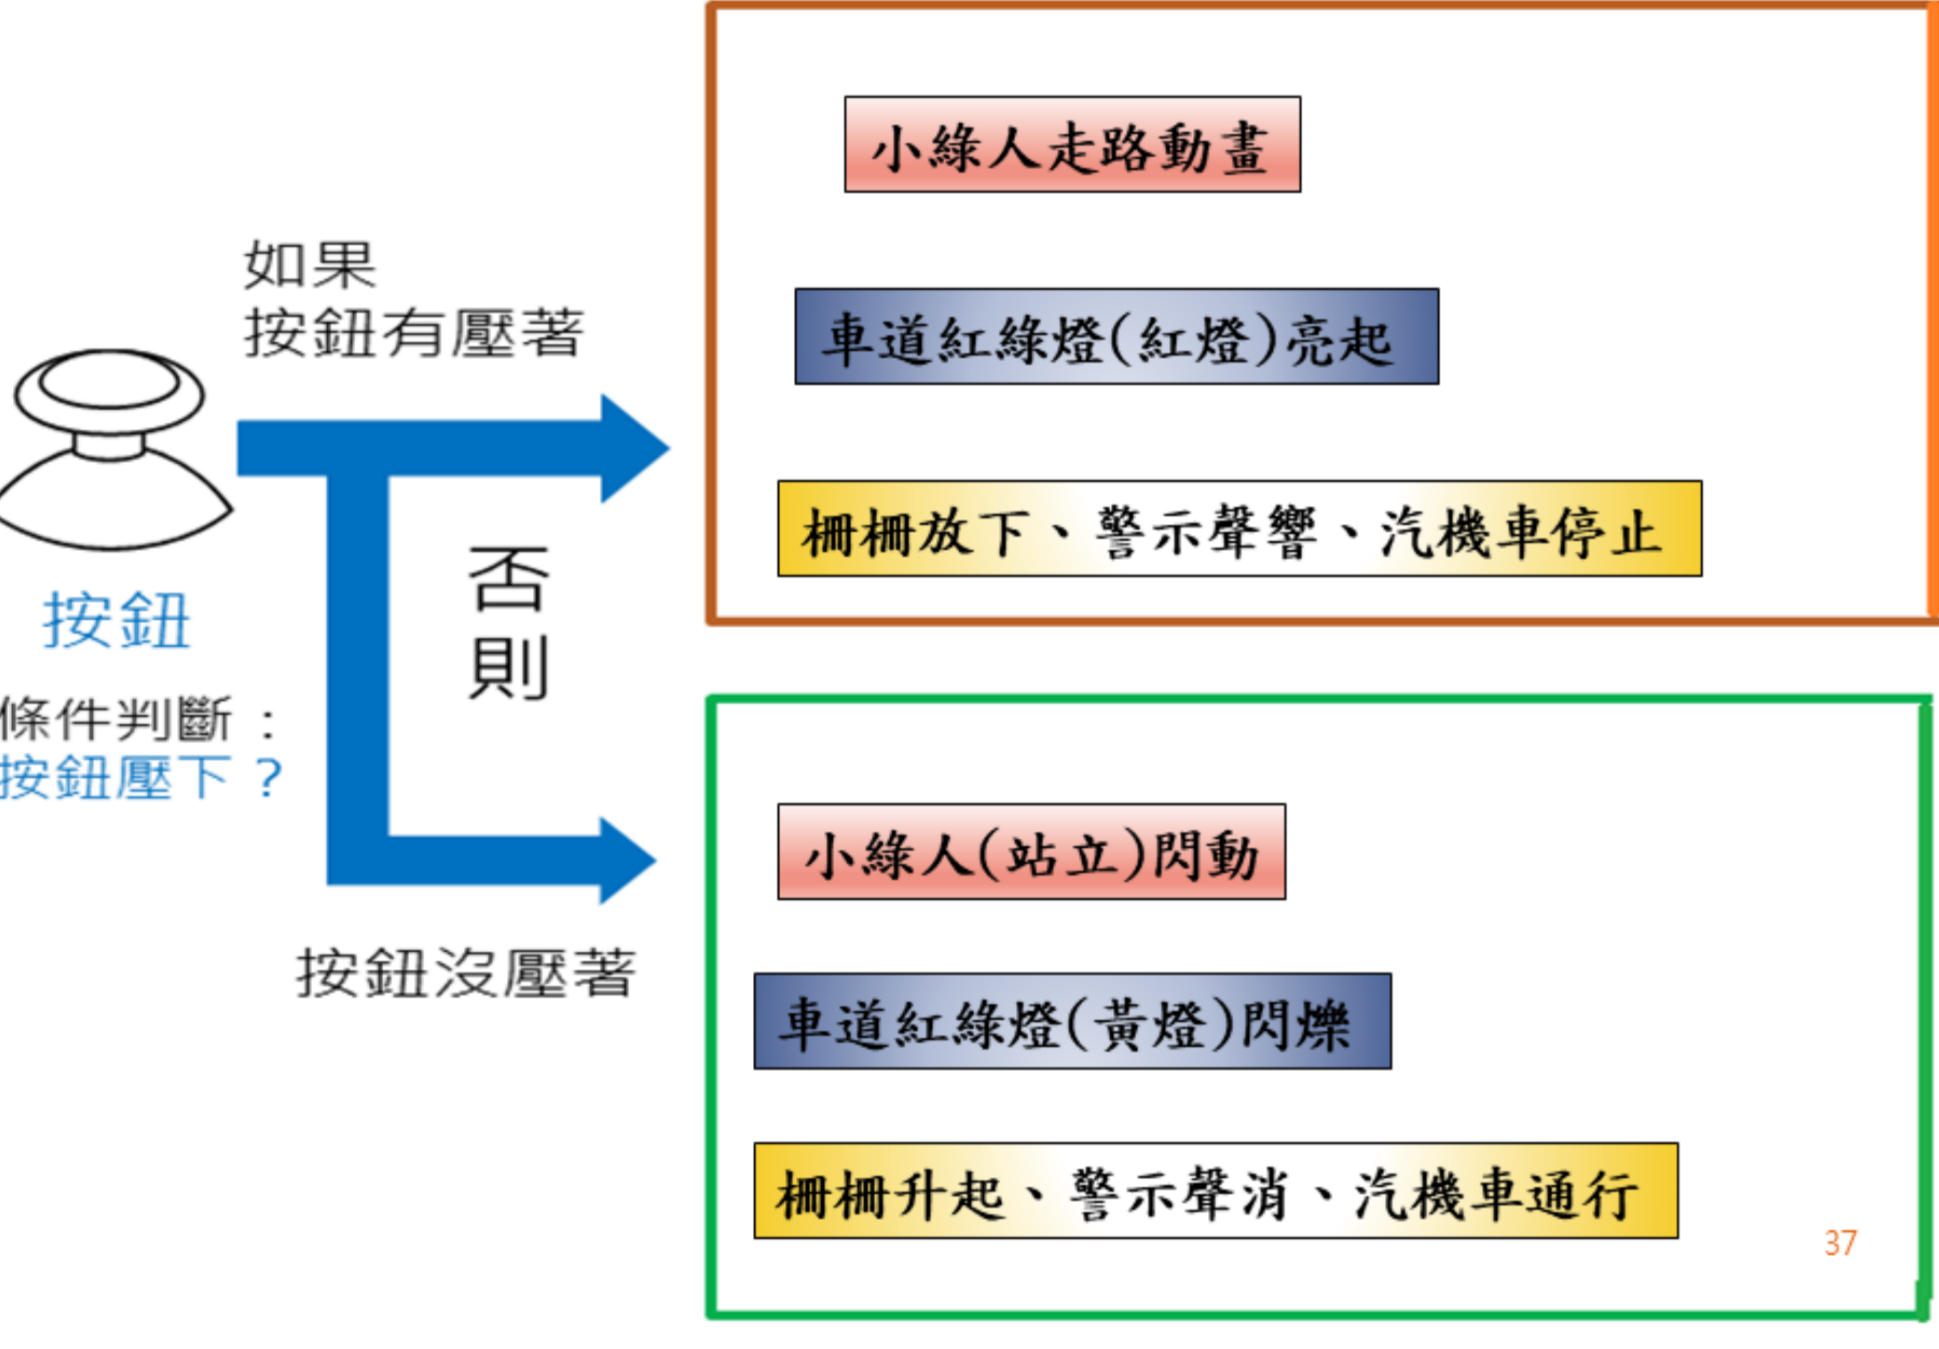 如果
按鈕有壓著
按鈕
條件判斷：
按鈕壓下？
否
則
按鈕沒壓著
小綠人走路動畫
車道紅綠燈(紅燈)亮起
柵柵放下、警示聲響、汽機車停止
小綠人(站立)閃動
車道紅綠燈(黃燈)閃爍
柵柵升起、警示聲消、汽機車通行
37